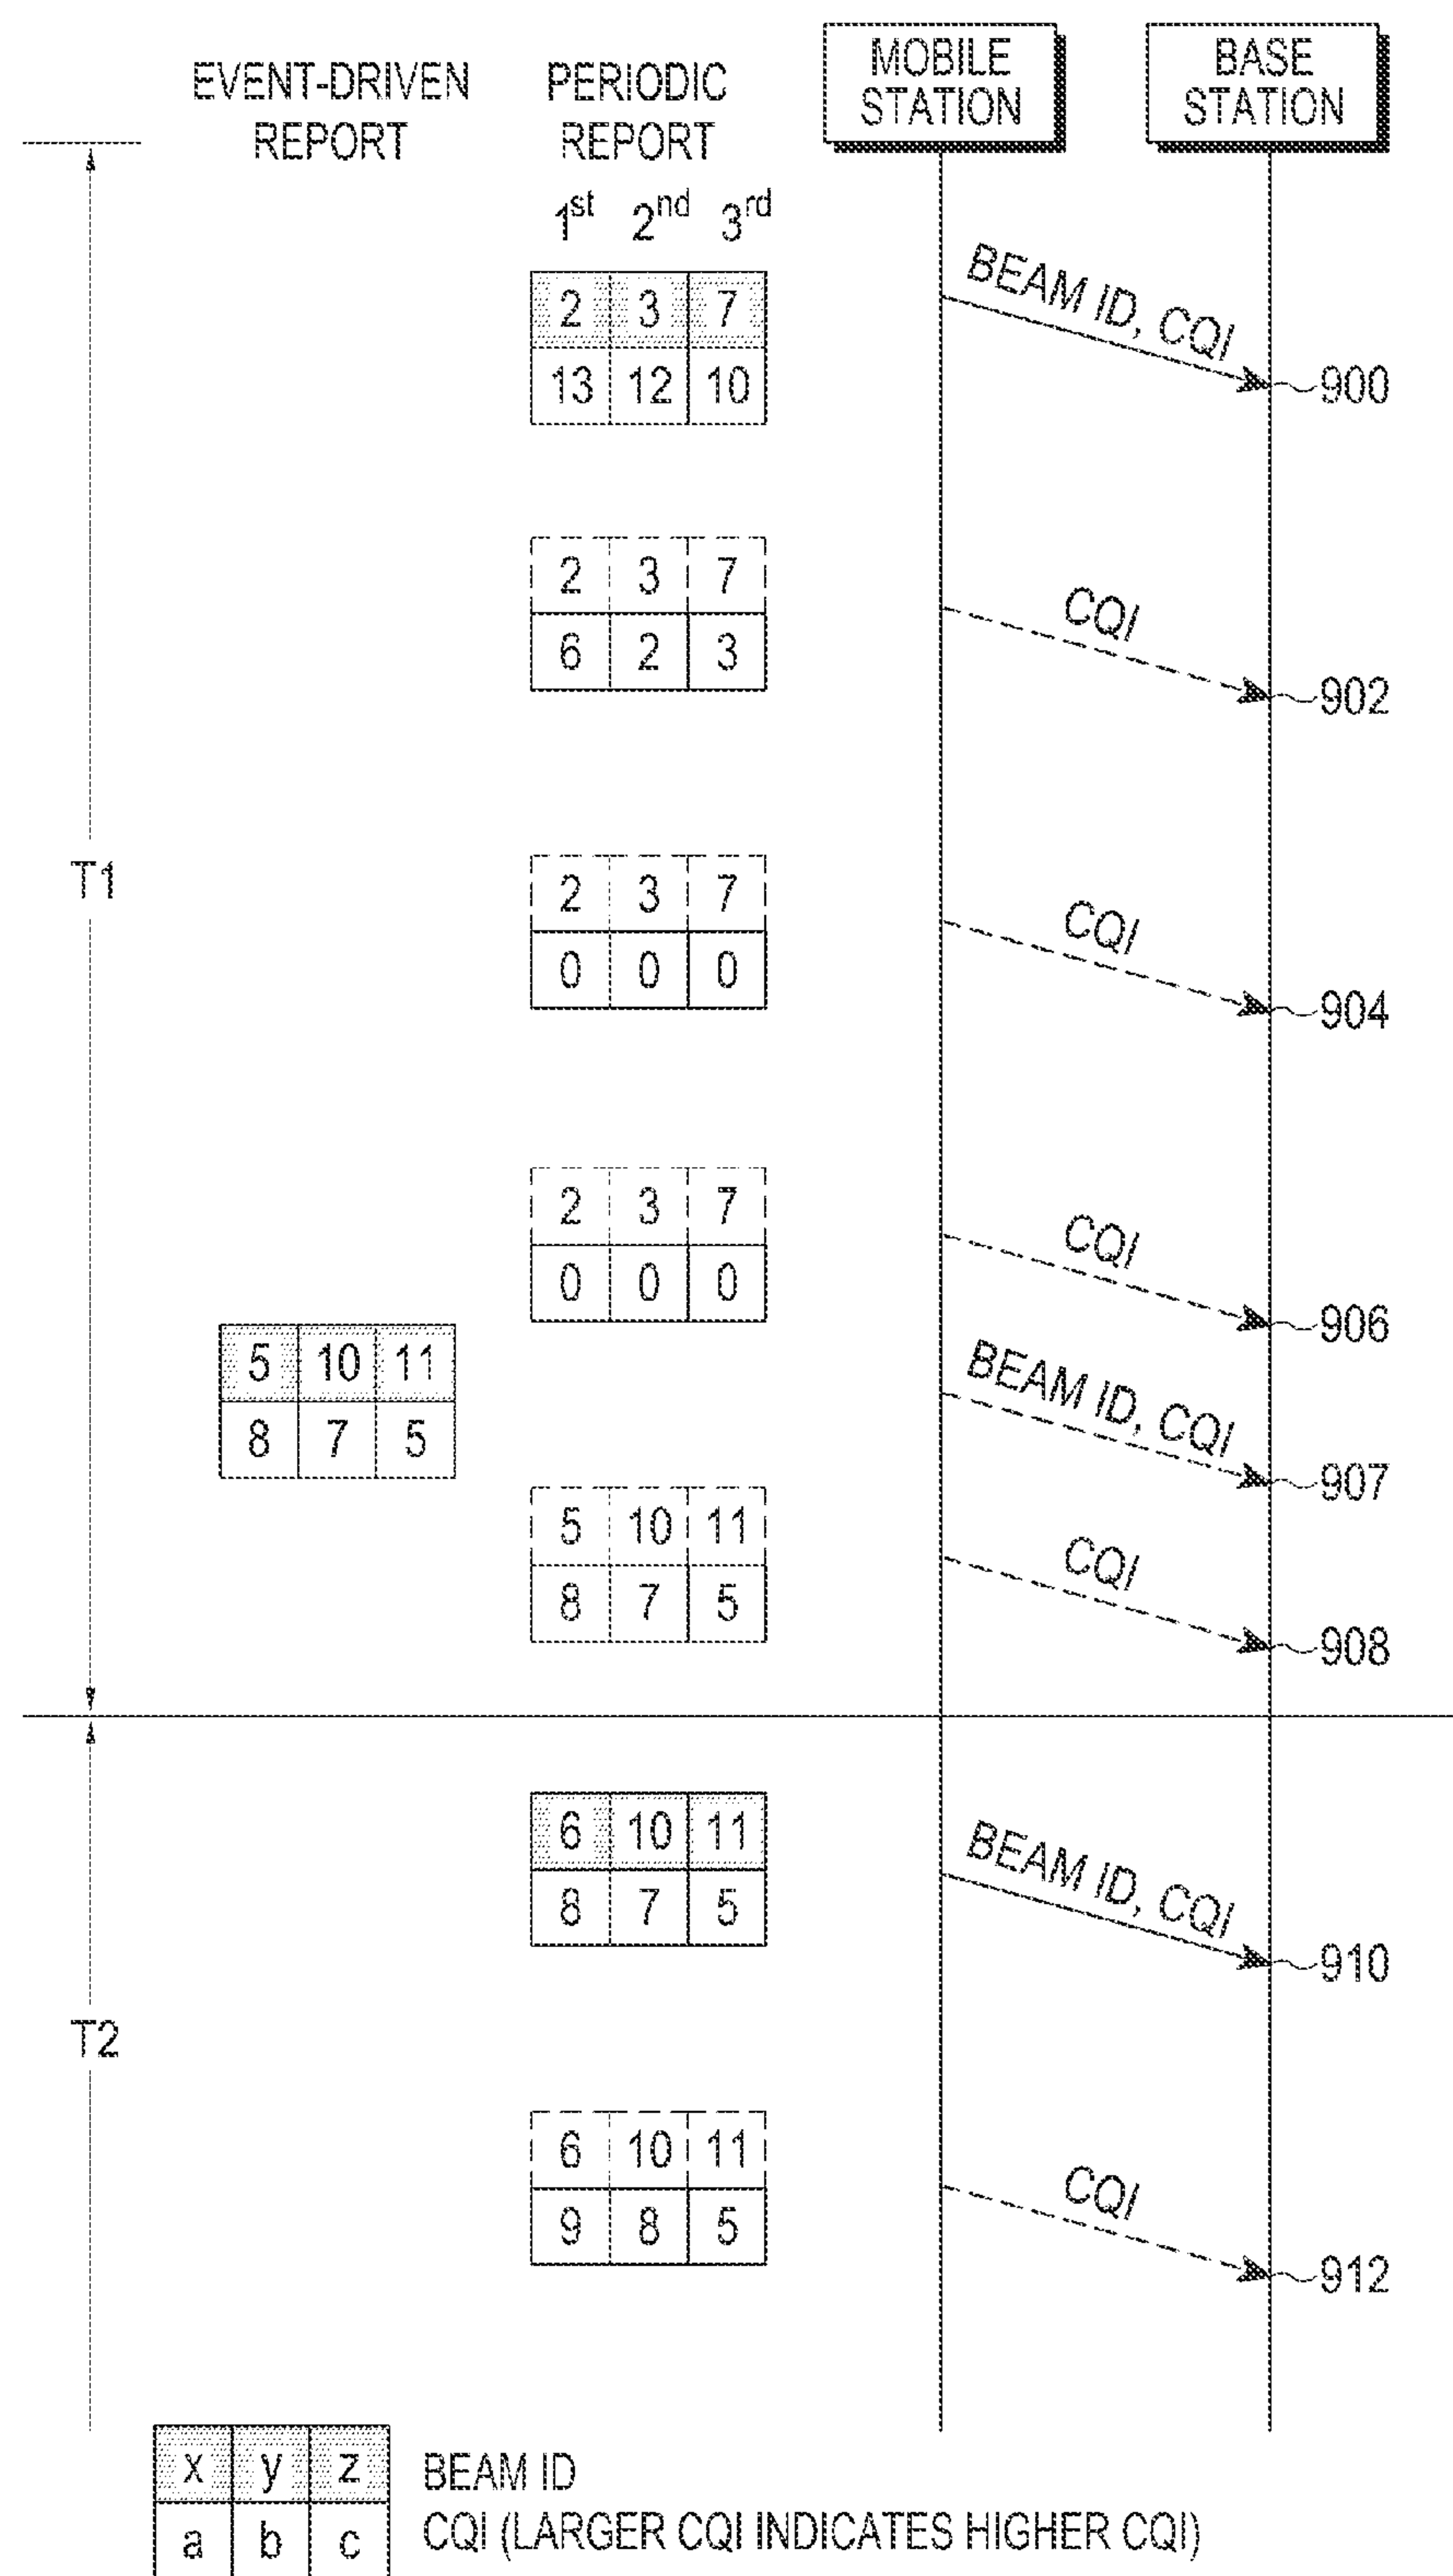 MOBILE STATION
BASE STATION
EVENT-DRIVEN REPORT
PERIODIC REPORT
1st 2nd 3rd
2 3 7
13 12 10
BEAM ID, CQI
900
2 3 7
6 2 3
CQI
902
T1
2 3 7
0 0 0
CQI
904
2 3 7
0 0 0
CQI
906
5 10 11
8 7 5
BEAM ID, CQI
907
5 10 11
8 7 5
CQI
908
6 10 11
8 7 5
BEAM ID, CQI
910
T2
6 10 11
9 8 5
CQI
912
x y z BEAM ID
a b c CQI (LARGER CQI INDICATES HIGHER CQI)